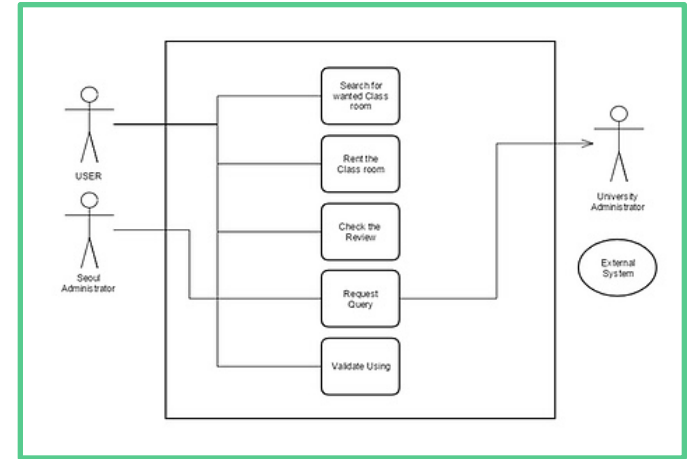 Search for
wanted Class
room
Rent the
Class room
Check the
Review
Request
Query
Validate Using
USER
Seoul
Administrator
University
Administrator
External
System